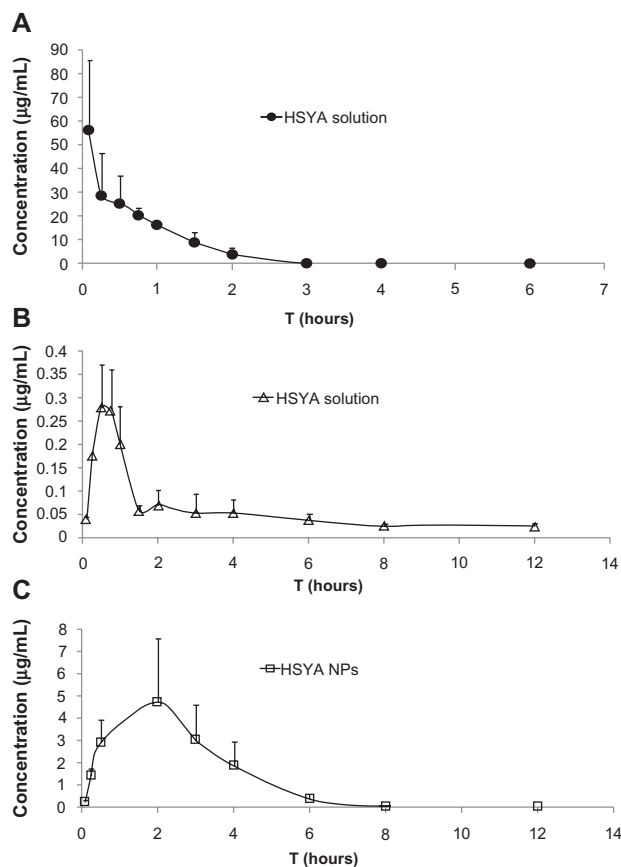 A
Concentration (µg/mL)
90
80
70
60
50
40
30
20
10
0
HSYA solution
0 1 2 3 4 5 6 7
T (hours)
B
Concentration (µg/mL)
0.4
0.35
0.3
0.25
0.2
0.15
0.1
0.05
0
HSYA solution
0 2 4 6 8 10 12 14
T (hours)
C
Concentration (µg/mL)
8
7
6
5
4
3
2
1
0
HSYA NPs
0 2 4 6 8 10 12 14
T (hours)